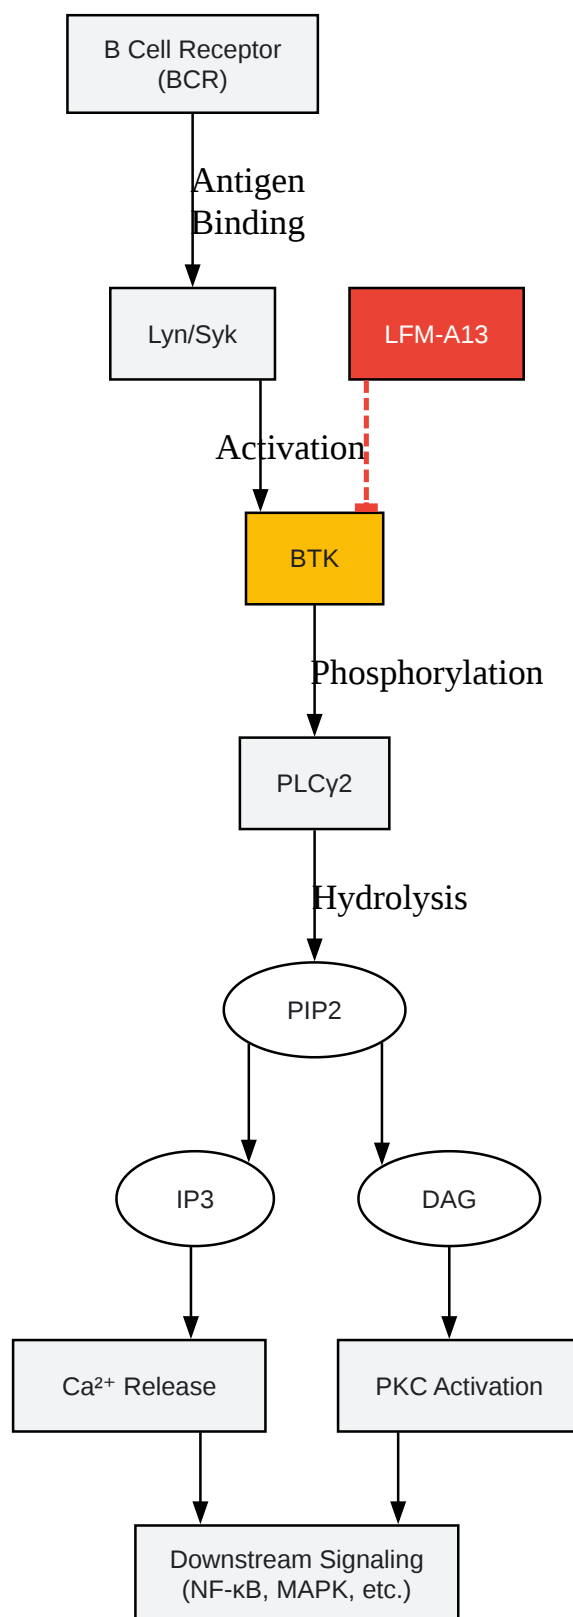 B Cell Receptor
(BCR)
Antigen
Binding
Lyn/Syk
LFM-A13
Activation
BTK
Phosphorylation
PLCγ2
Hydrolysis
PIP2
IP3
DAG
Ca²⁺ Release
PKC Activation
Downstream Signaling
(NF-κB, MAPK, etc.)